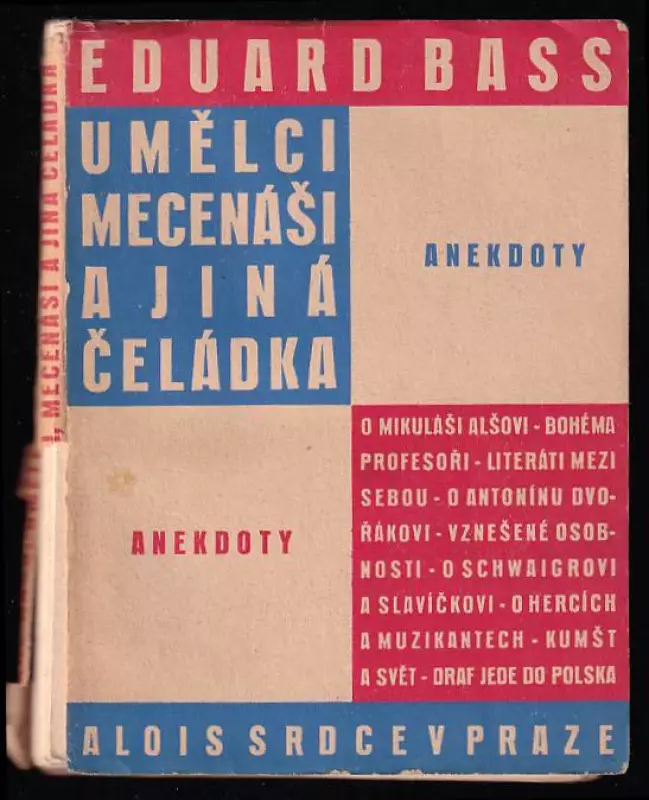 EDUARD BASS
UMĚLCI
MECENÁŠI
A JINÁ
ČELÁDKA
ANEKDOTY
ANEKDOTY
O MIKULÁŠI ALŠOVI - BOHÉMA
PROFESOŘI - LITERÁTI MEZI
SEBOU - O ANTONÍNU DVO-
ŘÁKOVI - VZNEŠENÉ OSOB-
NOSTI - O SCHWAIGROVI
A SLAVÍČKOVI - O HERCÍCH
A MUZIKANTECH - KUMŠT
A SVĚT - DRAF JEDE DO POLSKA
ALOIS SRDCE V PRAZE
I, MECENÁŠI A JINÁ ČELÁDKA